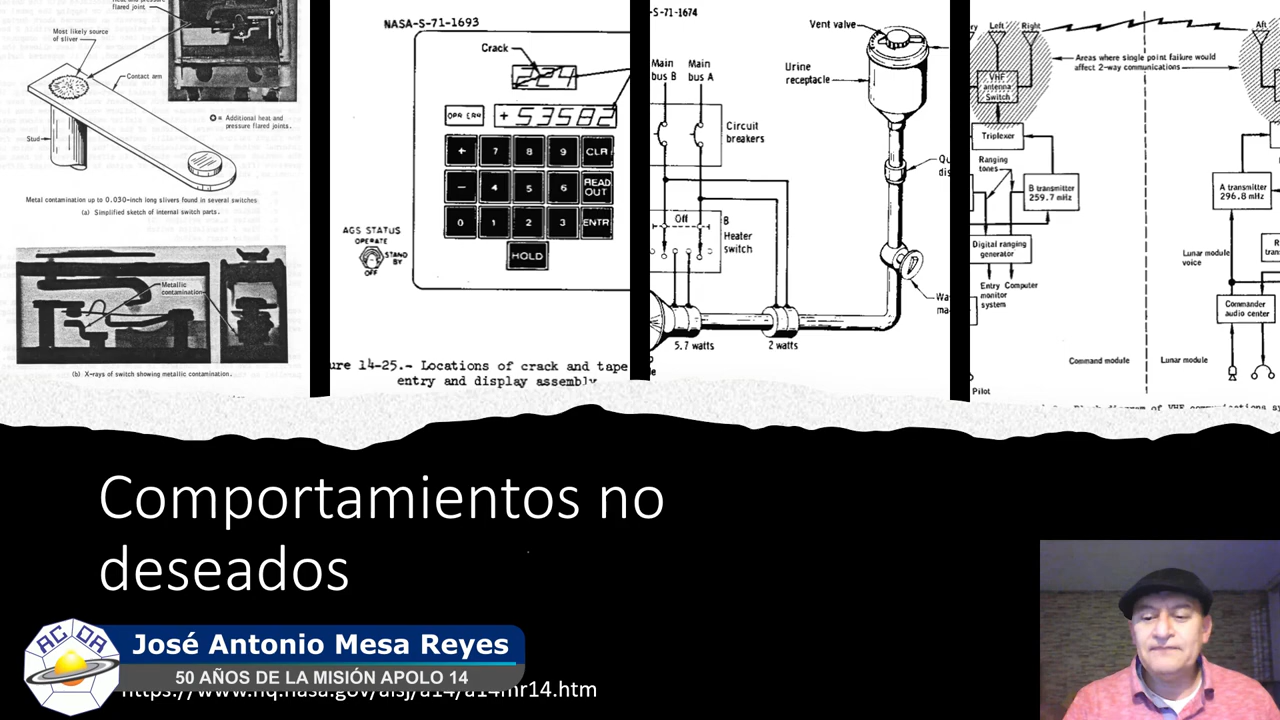 flared joint.
Most likely source
of sliver
Contact arm
Additional heat and
pressure flared joints.
Stud
Metal contamination up to 0.030-inch long slivers found in several switches
(a) Simplified sketch of internal switch parts.
Metallic
contamination
(b) X-rays of switch showing metallic contamination.
NASA-S-71-1693
Crack
224
OPR ERR
+ 53582
+ 7 8 9 CLR
- 4 5 6 READ OUT
0 1 2 3 ENTR
HOLD
AGS STATUS
OPERATE
STAND
BY
OFF
ure 14-25.- Locations of crack and tape
entry and display assembly
-S-71-1674
Vent valve
Main
bus B
Main
bus A
Urine
receptacle
Circuit
breakers
Off
B
Heater
switch
5.7 watts
2 watts
Left
Right
Aft
Areas where single point failure would
affect 2-way communications
VHF
antenna
Switch
Triplexer
Ranging
tones
B transmitter
259.7 mHz
A transmitter
296.8 mHz
Digital ranging
generator
Lunar module
voice
Entry
monitor
system
Computer
Commander
audio center
Command module
Lunar module
Pilot
Comportamientos no
deseados
ACDA
José Antonio Mesa Reyes
50 AÑOS DE LA MISIÓN APOLO 14
https://www.hq.nasa.gov/alsj/a14/a14mr14.htm